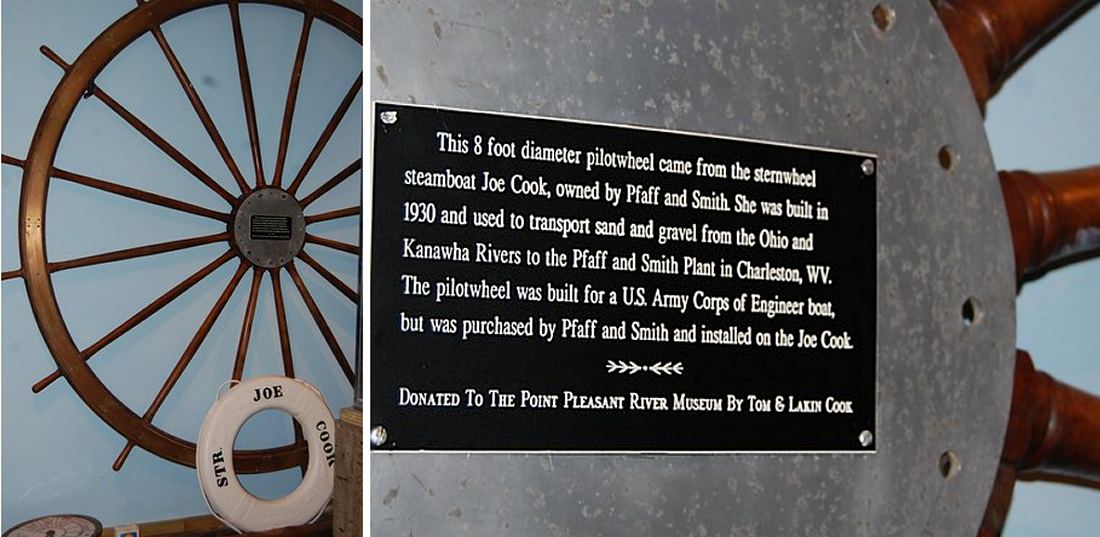 STR. JOE COOK
This 8 foot diameter pilotwheel came from the sternwheel
steamboat Joe Cook, owned by Pfaff and Smith. She was built in
1930 and used to transport sand and gravel from the Ohio and
Kanawha Rivers to the Pfaff and Smith Plant in Charleston, WV.
The pilotwheel was built for a U.S. Army Corps of Engineer boat,
but was purchased by Pfaff and Smith and installed on the Joe Cook.
DONATED TO THE POINT PLEASANT RIVER MUSEUM BY TOM & LAKIN COOK